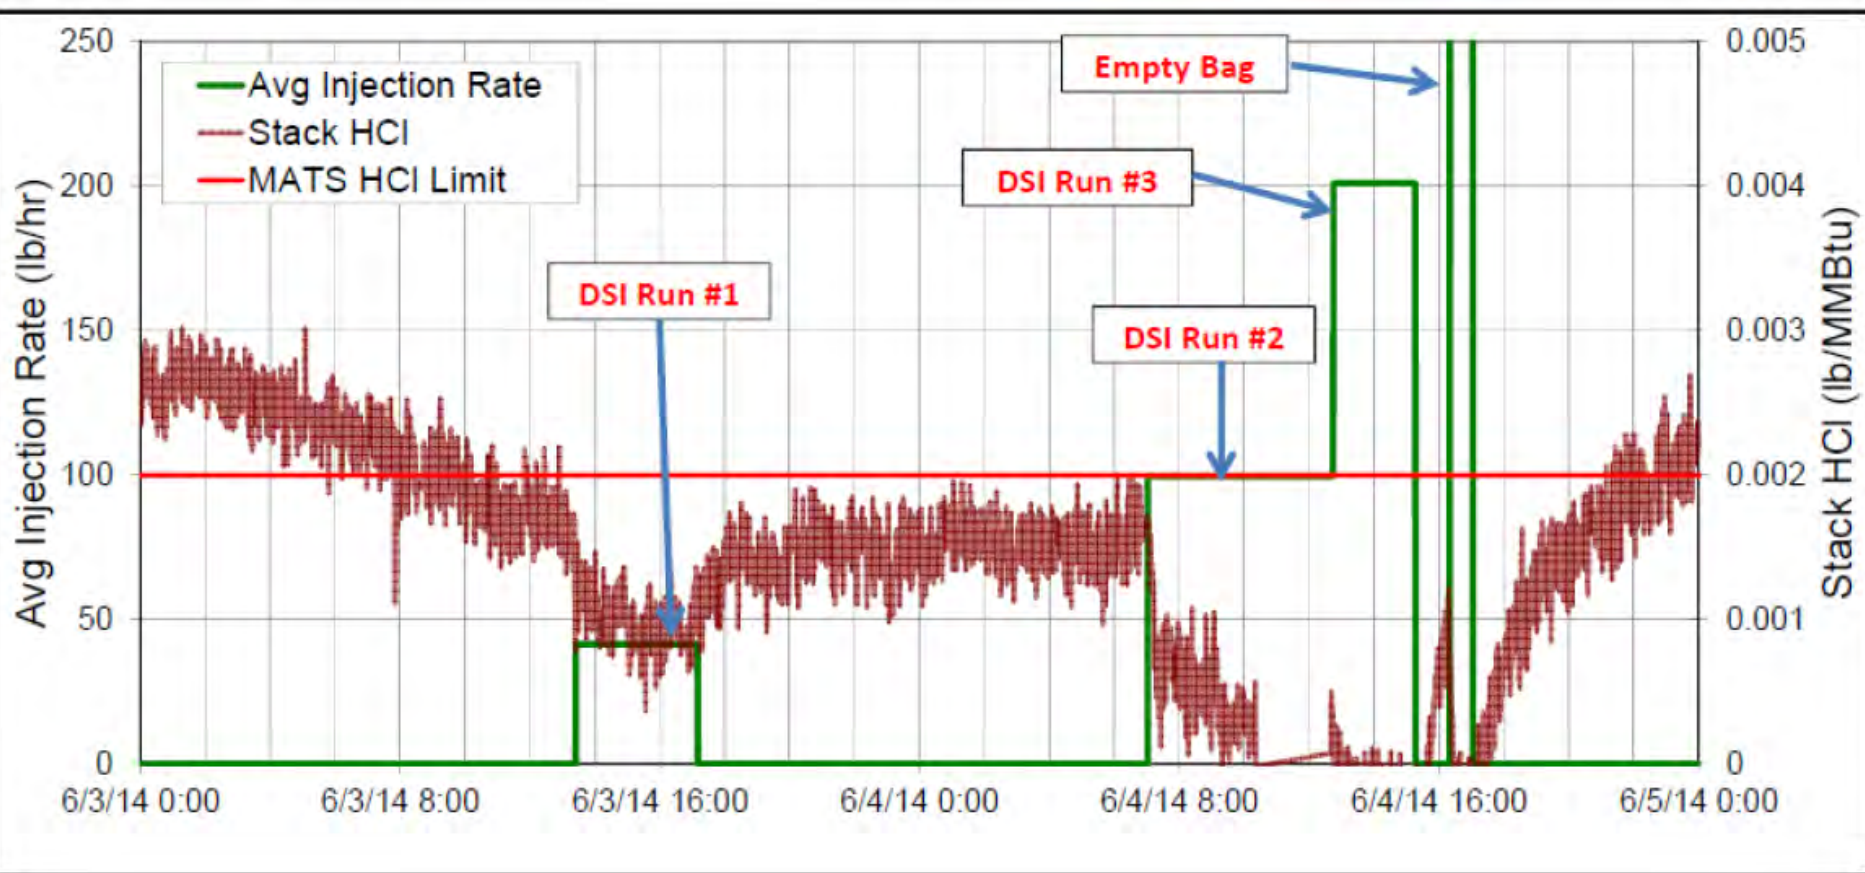 250
200
150
100
50
0
Avg Injection Rate (lb/hr)
Avg Injection Rate
Stack HCl
MATS HCl Limit
Empty Bag
DSI Run #3
DSI Run #1
DSI Run #2
0.005
0.004
0.003
0.002
0.001
0
Stack HCl (lb/MMBtu)
6/3/14 0:00
6/3/14 8:00
6/3/14 16:00
6/4/14 0:00
6/4/14 8:00
6/4/14 16:00
6/5/14 0:00